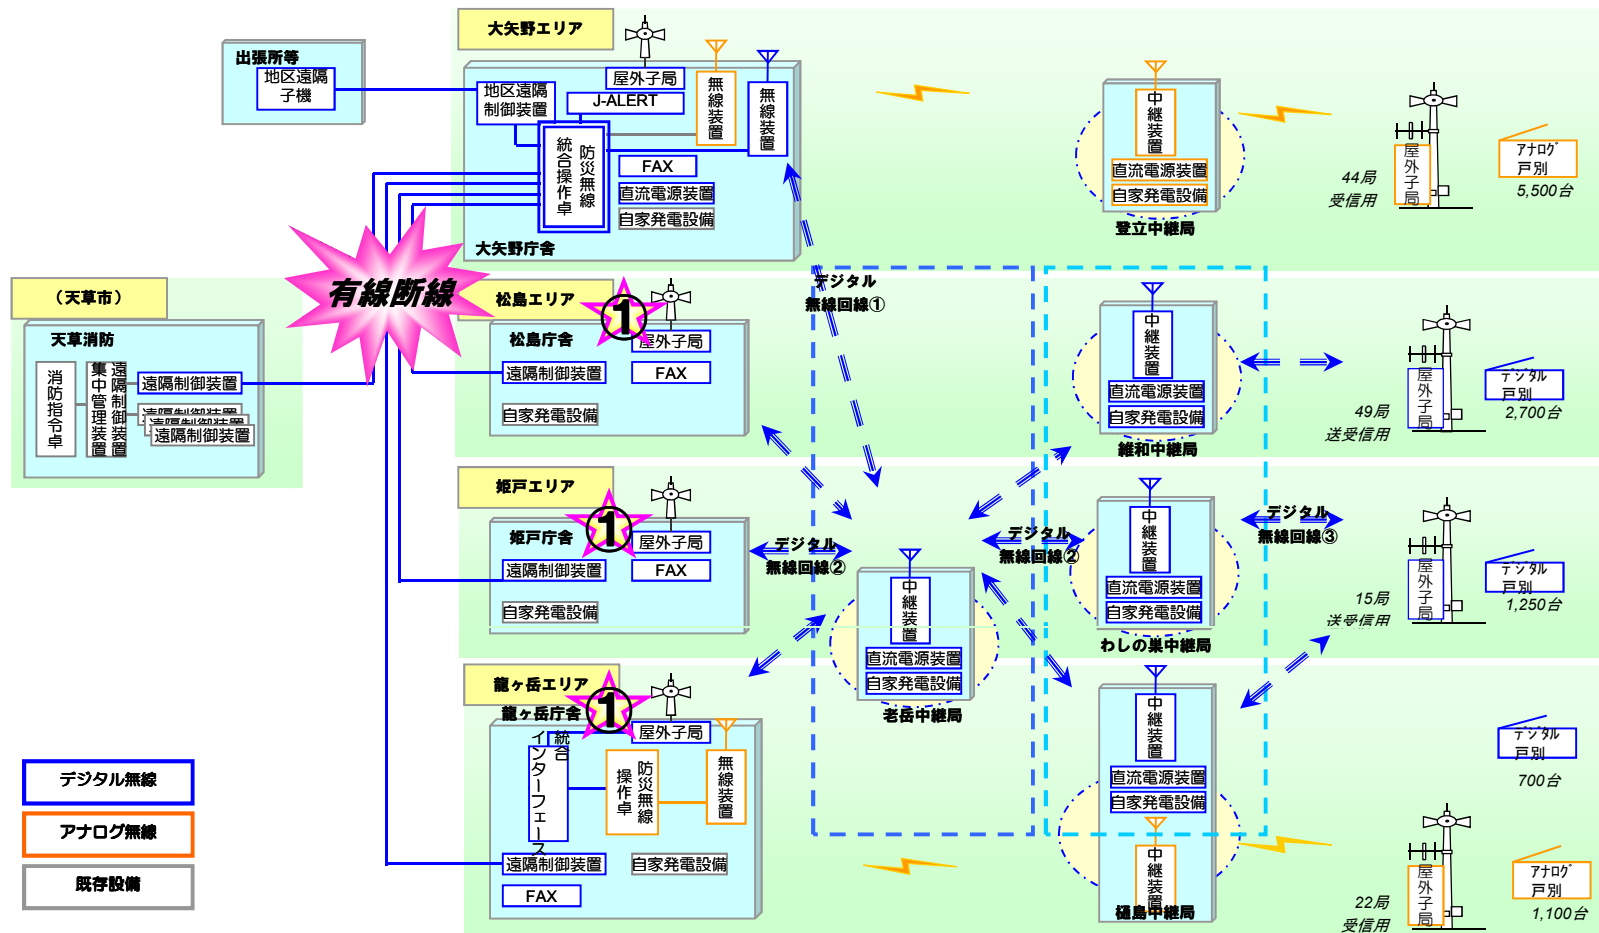 大矢野エリア
出張所等
地区遠隔
子機
地区遠隔
制御装置
屋外子局
J-ALERT
無線装置
無線装置
統合操作卓
防災無線
FAX
直流電源装置
自家発電設備
大矢野庁舎
中継装置
直流電源装置
自家発電設備
登立中継局
屋外子局
44局
受信用
アナログ
戸別
5,500台
有線断線
（天草市）
天草消防
消防指令卓
集中管理装置
遠隔制御装置
遠隔制御装置
遠隔制御装置
遠隔制御装置
遠隔制御装置
松島エリア
1
松島庁舎
屋外子局
遠隔制御装置
FAX
自家発電設備
デジタル
無線回線①
中継装置
直流電源装置
自家発電設備
維和中継局
屋外子局
49局
送受信用
デジタル
戸別
2,700台
姫戸エリア
1
姫戸庁舎
屋外子局
遠隔制御装置
FAX
自家発電設備
デジタル
無線回線②
中継装置
直流電源装置
自家発電設備
老岳中継局
デジタル
無線回線②
中継装置
直流電源装置
自家発電設備
わしの巣中継局
デジタル
無線回線③
屋外子局
15局
送受信用
デジタル
戸別
1,250台
龍ヶ岳エリア
1
龍ヶ岳庁舎
屋外子局
統合
インターフェース
操作卓
防災無線
無線装置
遠隔制御装置
自家発電設備
FAX
中継装置
直流電源装置
自家発電設備
中継装置
樋島中継局
デジタル
戸別
700台
屋外子局
22局
受信用
アナログ
戸別
1,100台
デジタル無線
アナログ無線
既存設備